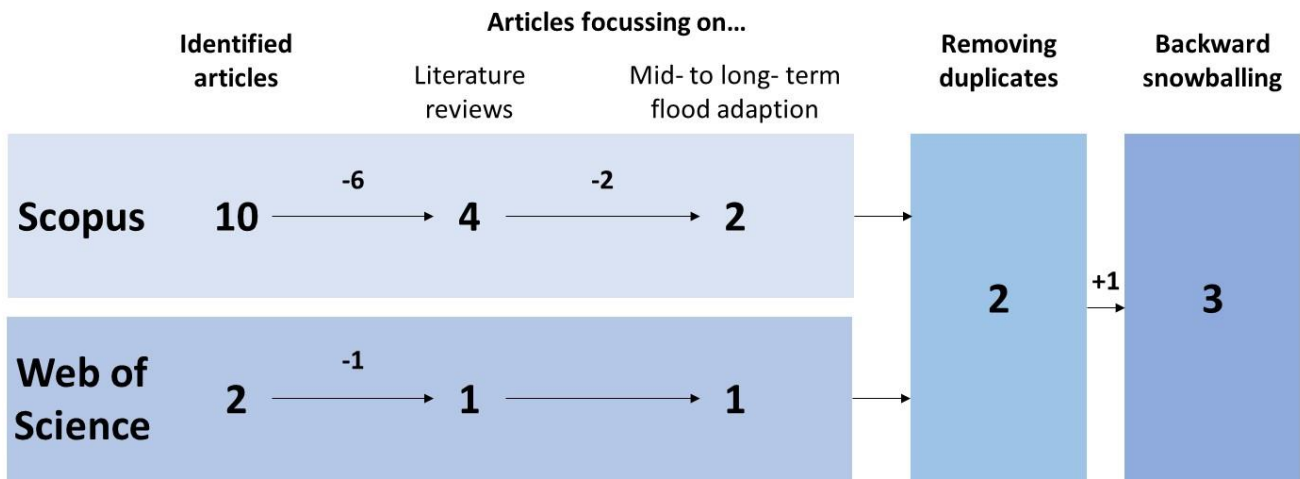 Articles focussing on...
Identified
articles
Literature
reviews
Mid- to long- term
flood adaption
Removing
duplicates
Backward
snowballing
Scopus
10
-6
4
-2
2
Web of
Science
2
-1
1
1
2
+1
3